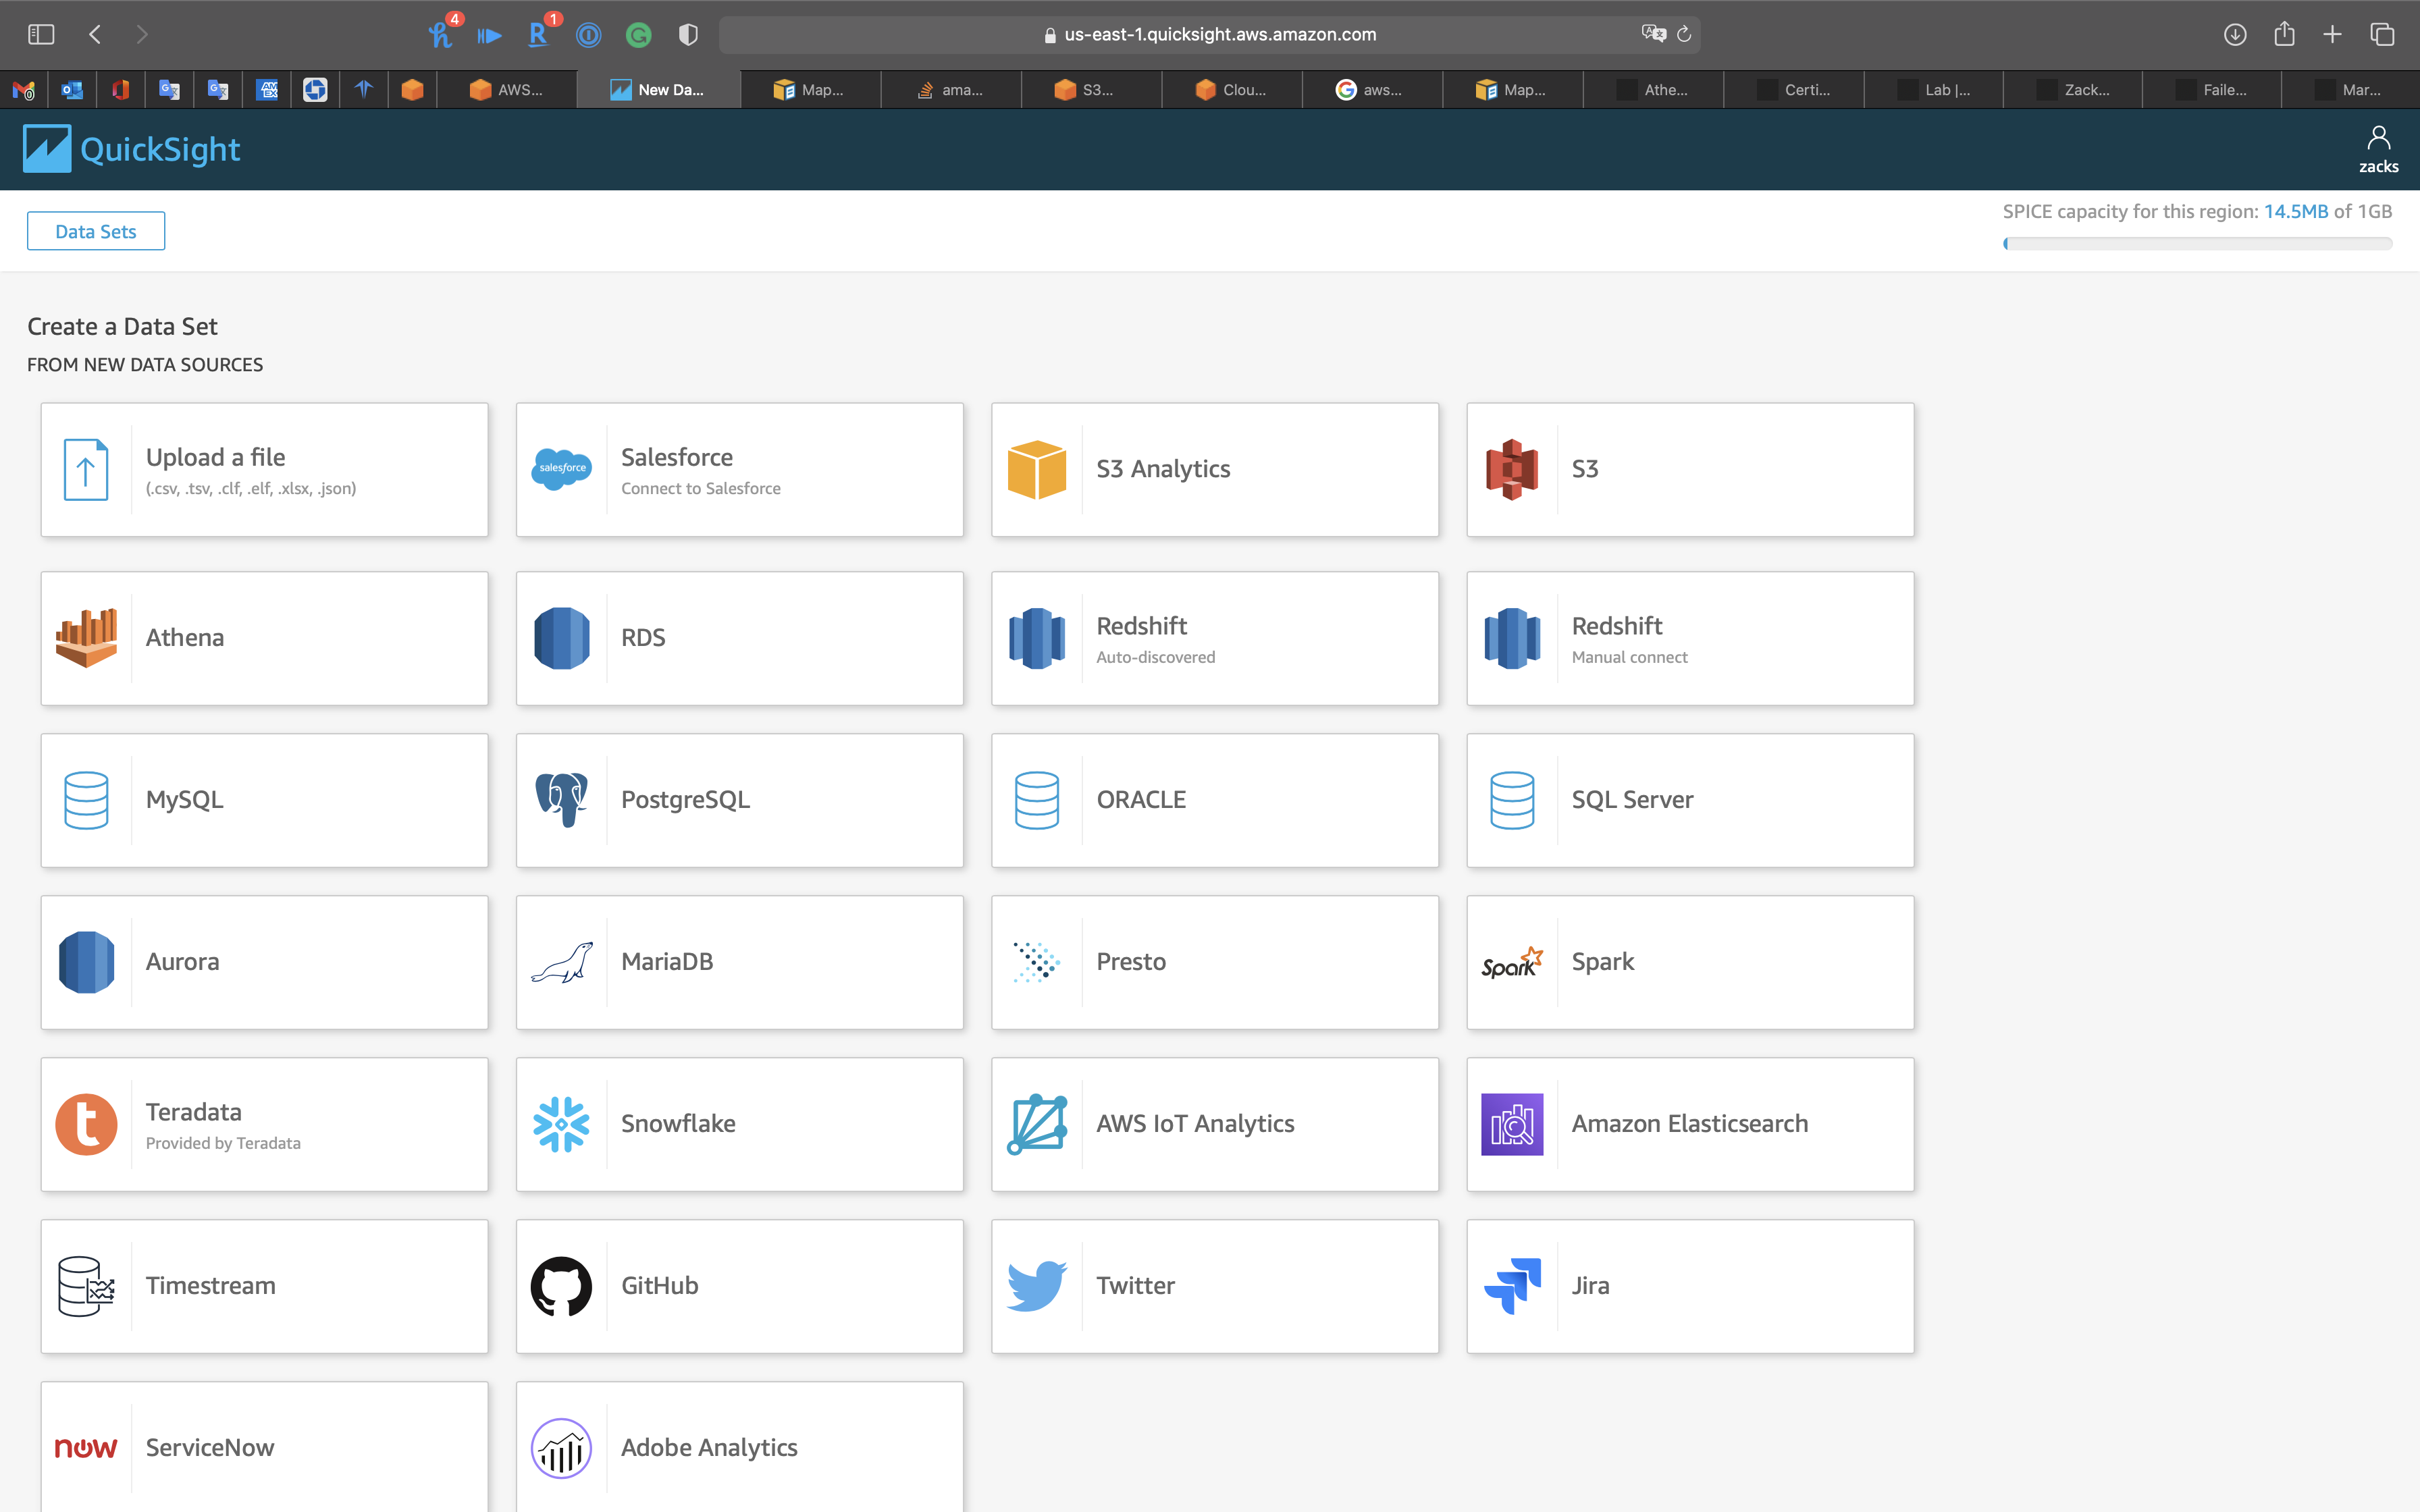 4
1
us-east-1.quicksight.aws.amazon.com
0
AM EX
AWS...
New Da...
Map...
ama...
S3...
Clou...
aws...
Map...
Athe...
Certi...
Lab |...
Zack...
Faile...
Mar...
QuickSight
zacks
Data Sets
SPICE capacity for this region: 14.5MB of 1GB
Create a Data Set
FROM NEW DATA SOURCES
Upload a file
(.csv, .tsv, .clf, .elf, .xlsx, .json)
salesforce
Salesforce
Connect to Salesforce
S3 Analytics
S3
Athena
RDS
Redshift
Auto-discovered
Redshift
Manual connect
MySQL
PostgreSQL
ORACLE
SQL Server
Aurora
MariaDB
Presto
Spark
Spark
t
Teradata
Provided by Teradata
Snowflake
AWS IoT Analytics
Amazon Elasticsearch
Timestream
GitHub
Twitter
Jira
now
ServiceNow
Adobe Analytics